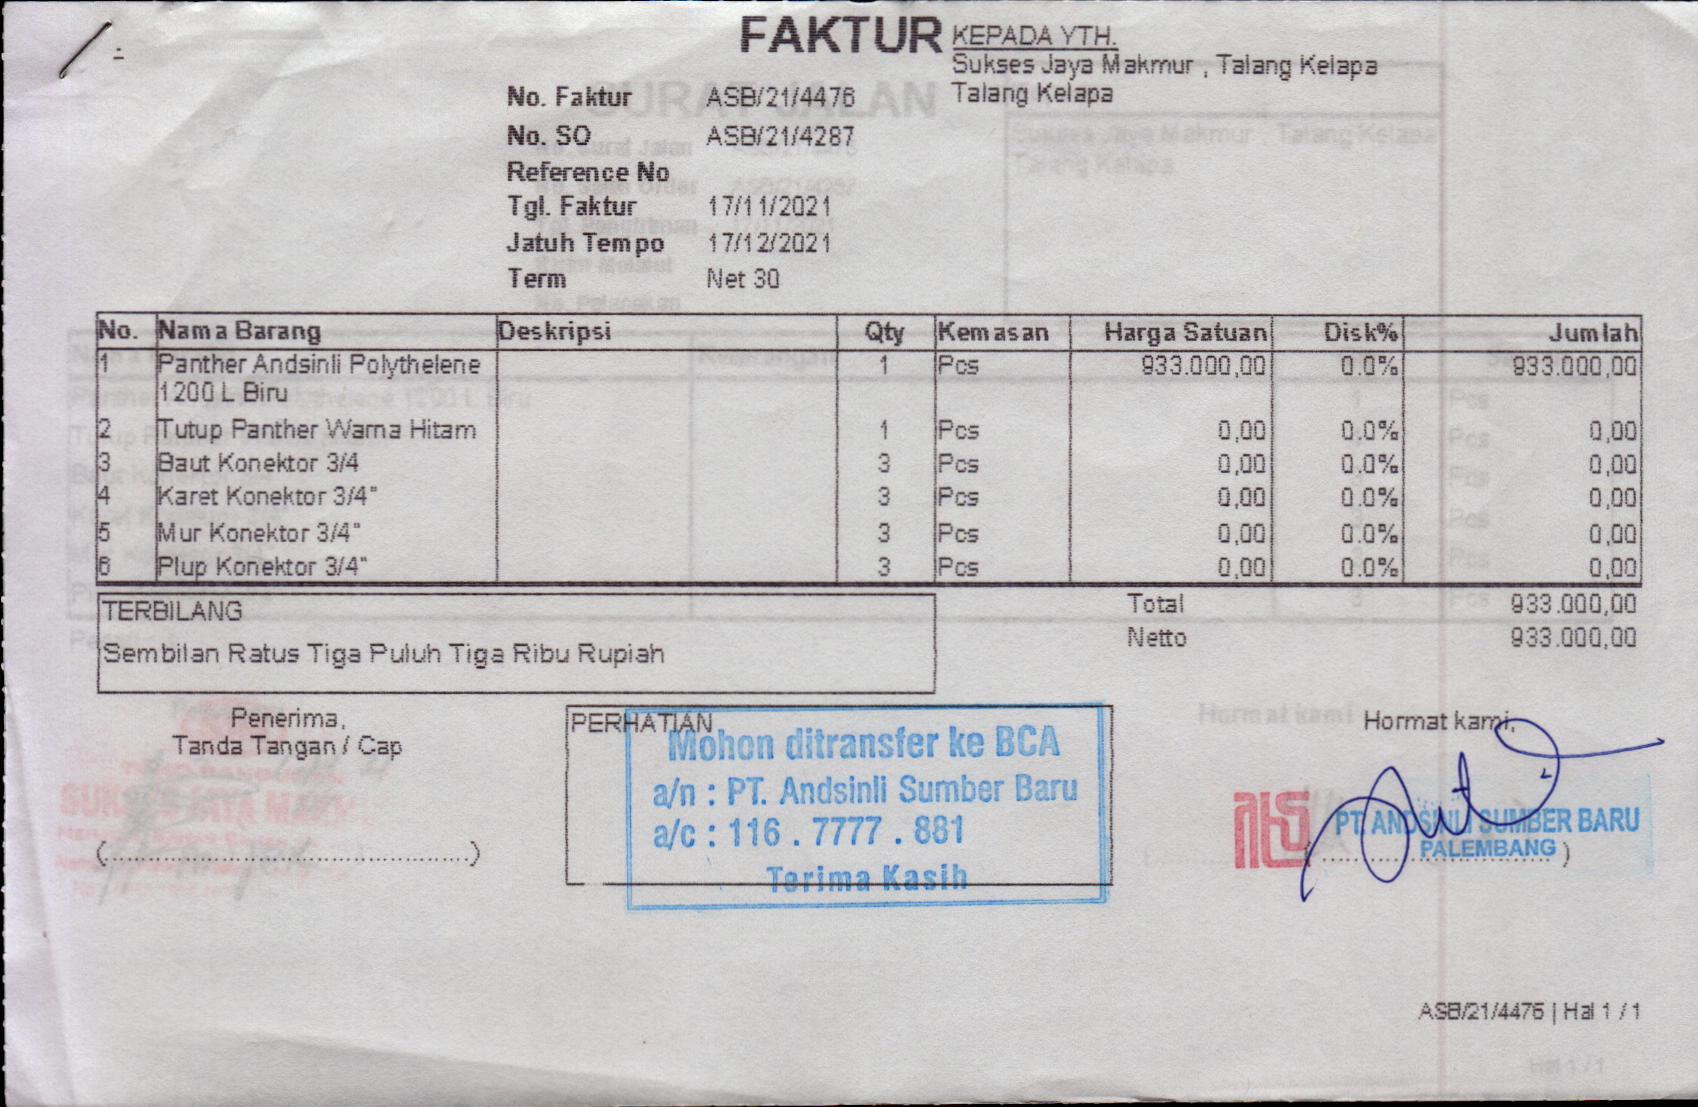 FAKTUR
KEPADA YTH.
Sukses Jaya Makmur , Talang Kelapa
Talang Kelapa
No. Faktur ASB/21/4476
No. SO ASB/21/4287
Reference No
Tgl. Faktur 17/11/2021
Jatuh Tempo 17/12/2021
Term Net 30
No. Nama Barang Deskripsi Qty Kemasan Harga Satuan Disk% Jumlah
1 Panther Andsinli Polythelene 1 Pcs 933.000,00 0.0% 933.000,00
1200 L Biru
2 Tutup Panther Warna Hitam 1 Pcs 0,00 0.0% 0,00
3 Baut Konektor 3/4 3 Pcs 0,00 0.0% 0,00
4 Karet Konektor 3/4" 3 Pcs 0,00 0.0% 0,00
5 Mur Konektor 3/4" 3 Pcs 0,00 0.0% 0,00
6 Plup Konektor 3/4" 3 Pcs 0,00 0.0% 0,00
TERBILANG
Sembilan Ratus Tiga Puluh Tiga Ribu Rupiah
Total 933.000,00
Netto 933.000,00
Penerima,
Tanda Tangan / Cap
(........................................)
PERHATIAN
Mohon ditransfer ke BCA
a/n : PT. Andsinli Sumber Baru
a/c : 116 . 7777 . 881
Terima Kasih
Hormat kami,
PT. ANDSINLI SUMBER BARU
PALEMBANG
ASB/21/4476 | Hal 1 / 1